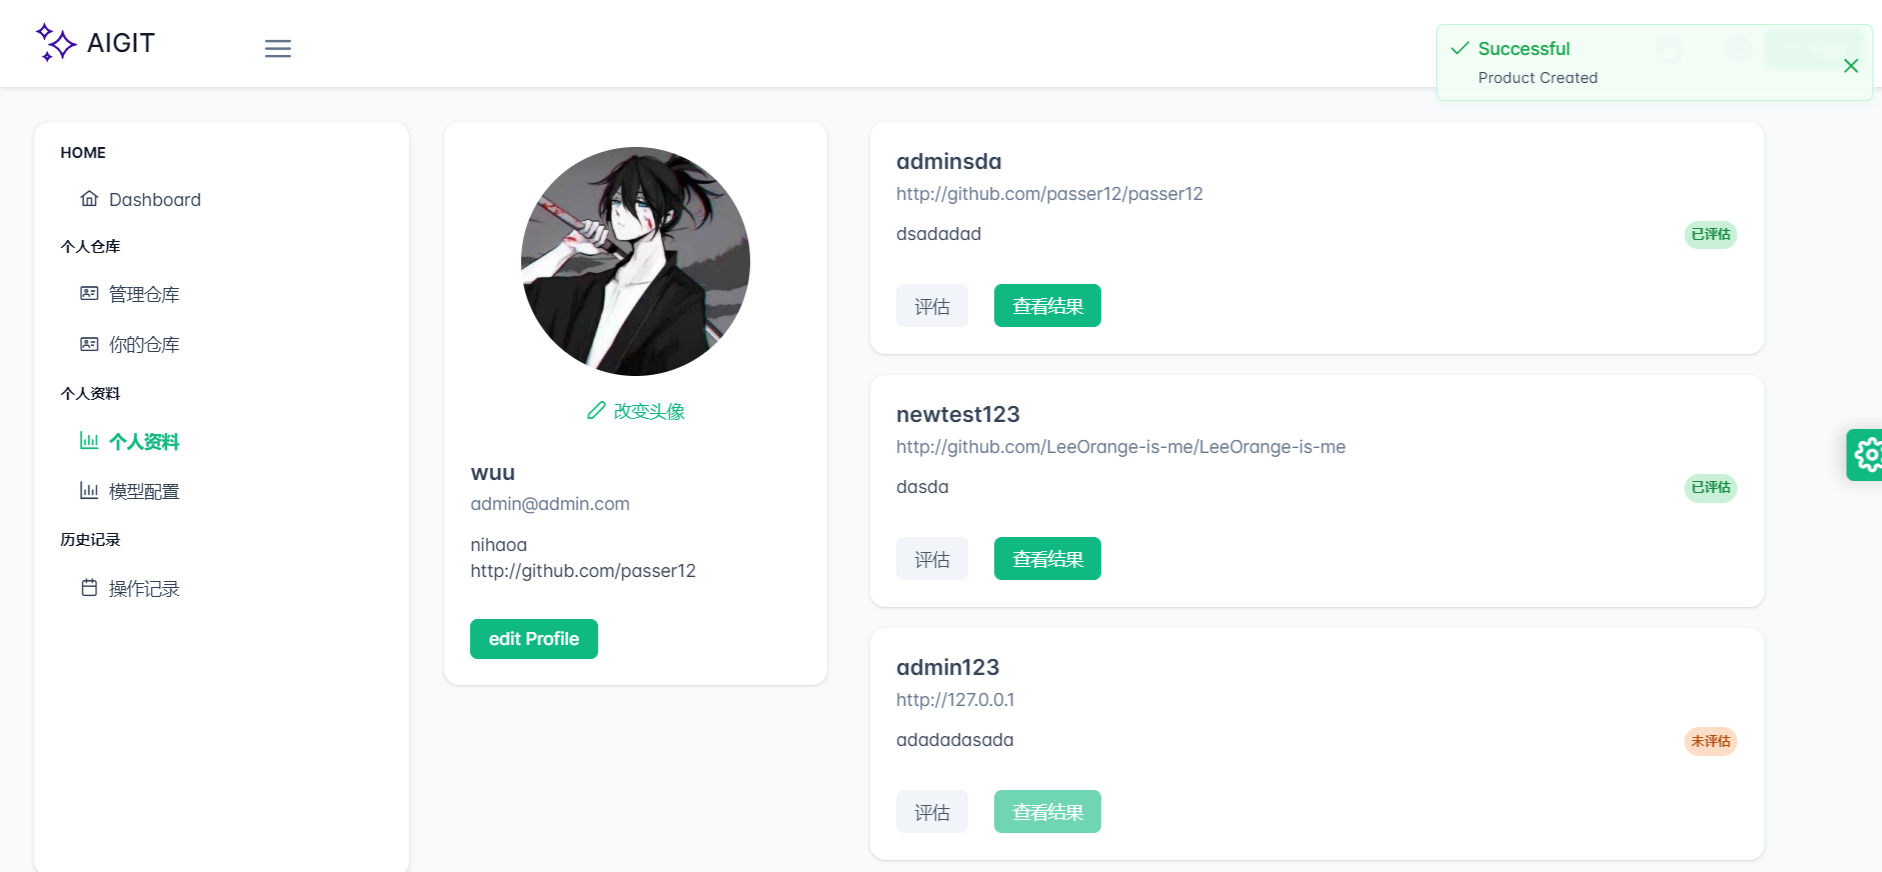 AIGIT
Successful
Product Created
HOME
Dashboard
个人仓库
管理仓库
你的仓库
个人资料
个人资料
模型配置
历史记录
操作记录
改变头像
wuu
admin@admin.com
nihaoa
http://github.com/passer12
edit Profile
adminsda
http://github.com/passer12/passer12
dsadadad
已评估
评估
查看结果
newtest123
http://github.com/LeeOrange-is-me/LeeOrange-is-me
dasda
已评估
评估
查看结果
admin123
http://127.0.0.1
adadadasada
未评估
评估
查看结果